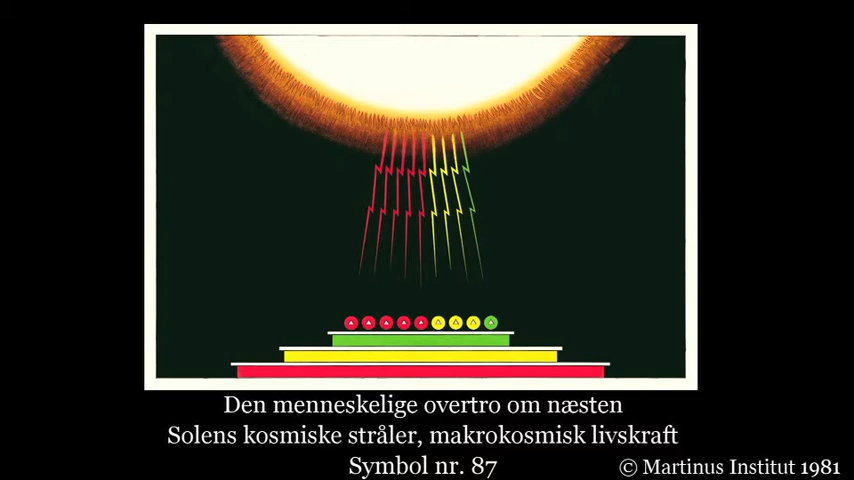 Den menneskelige overtro om næsten
Solens kosmiske stråler, makrokosmisk livskraft
Symbol nr. 87
© Martinus Institut 1981